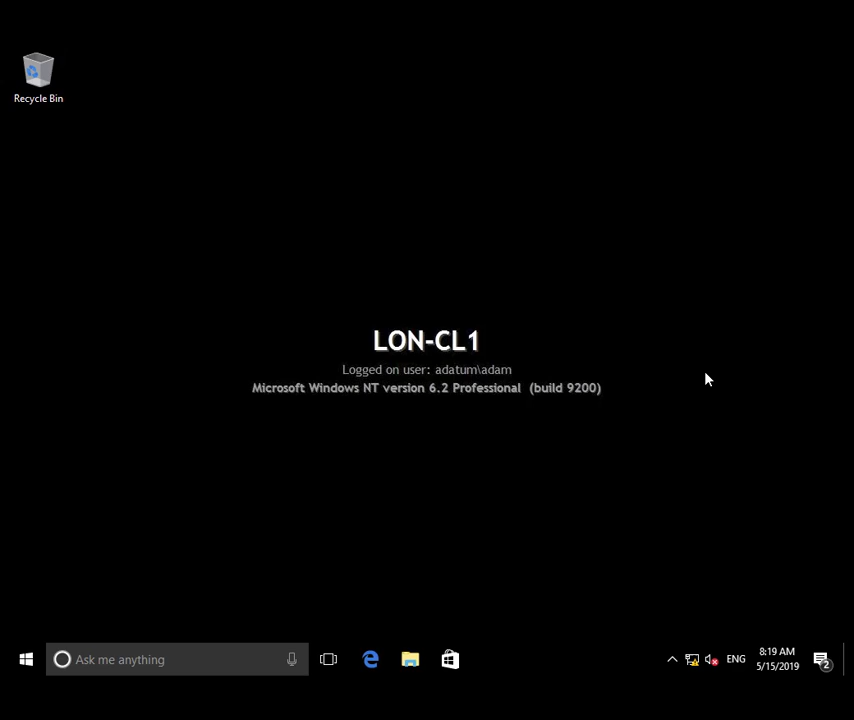 Recycle Bin
LON-CL1
Logged on user: adatum\adam
Microsoft Windows NT version 6.2 Professional (build 9200)
Ask me anything
ENG
8:19 AM
5/15/2019
2